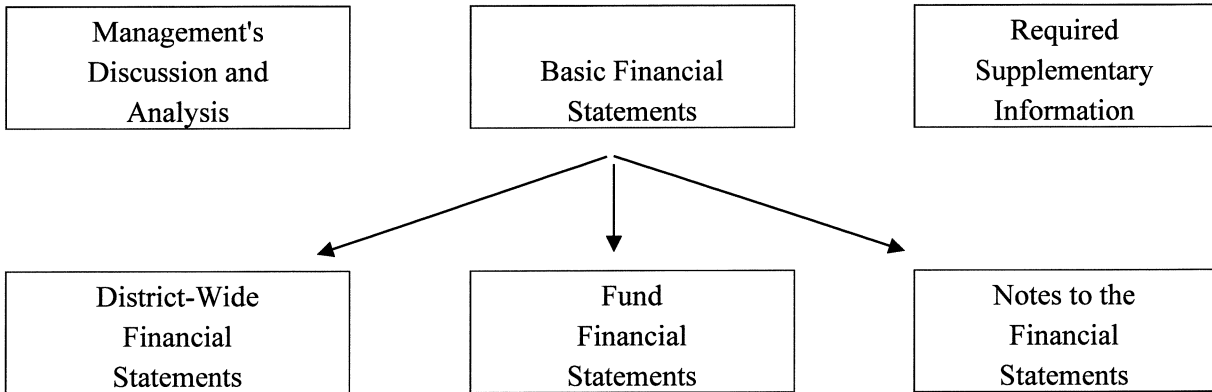 Management's
Discussion and
Analysis
Basic Financial
Statements
Required
Supplementary
Information
District-Wide
Financial
Statements
Fund
Financial
Statements
Notes to the
Financial
Statements